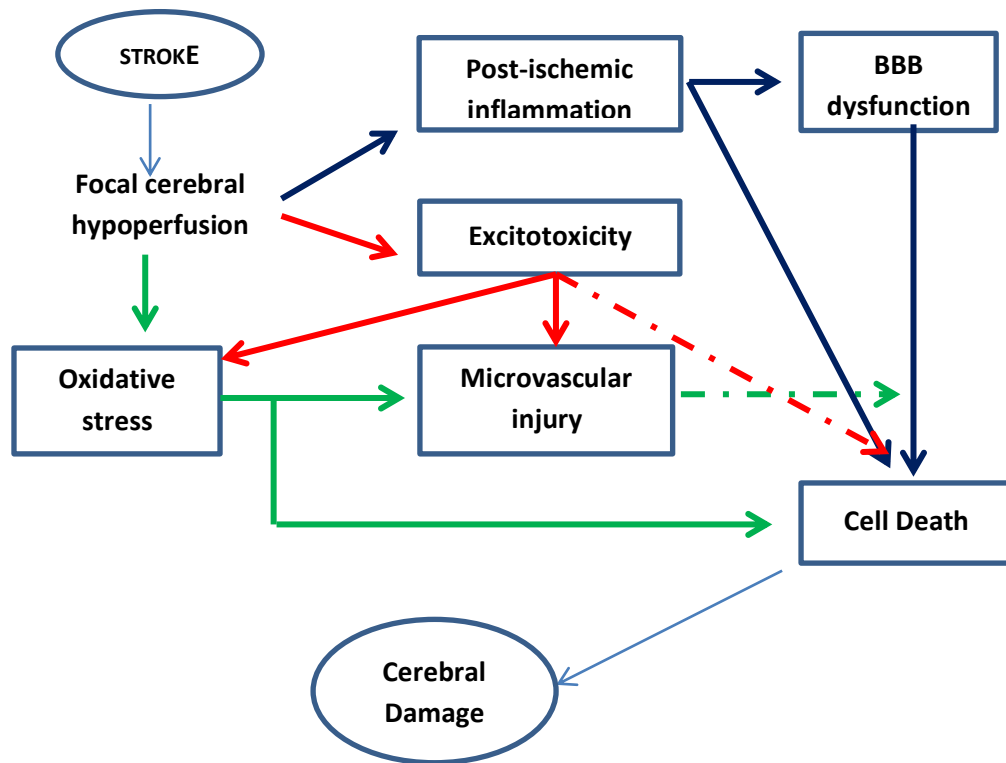 STROKE
Post-ischemic
inflammation
BBB
dysfunction
Focal cerebral
hypoperfusion
Excitotoxicity
Oxidative
stress
Microvascular
injury
Cell Death
Cerebral
Damage